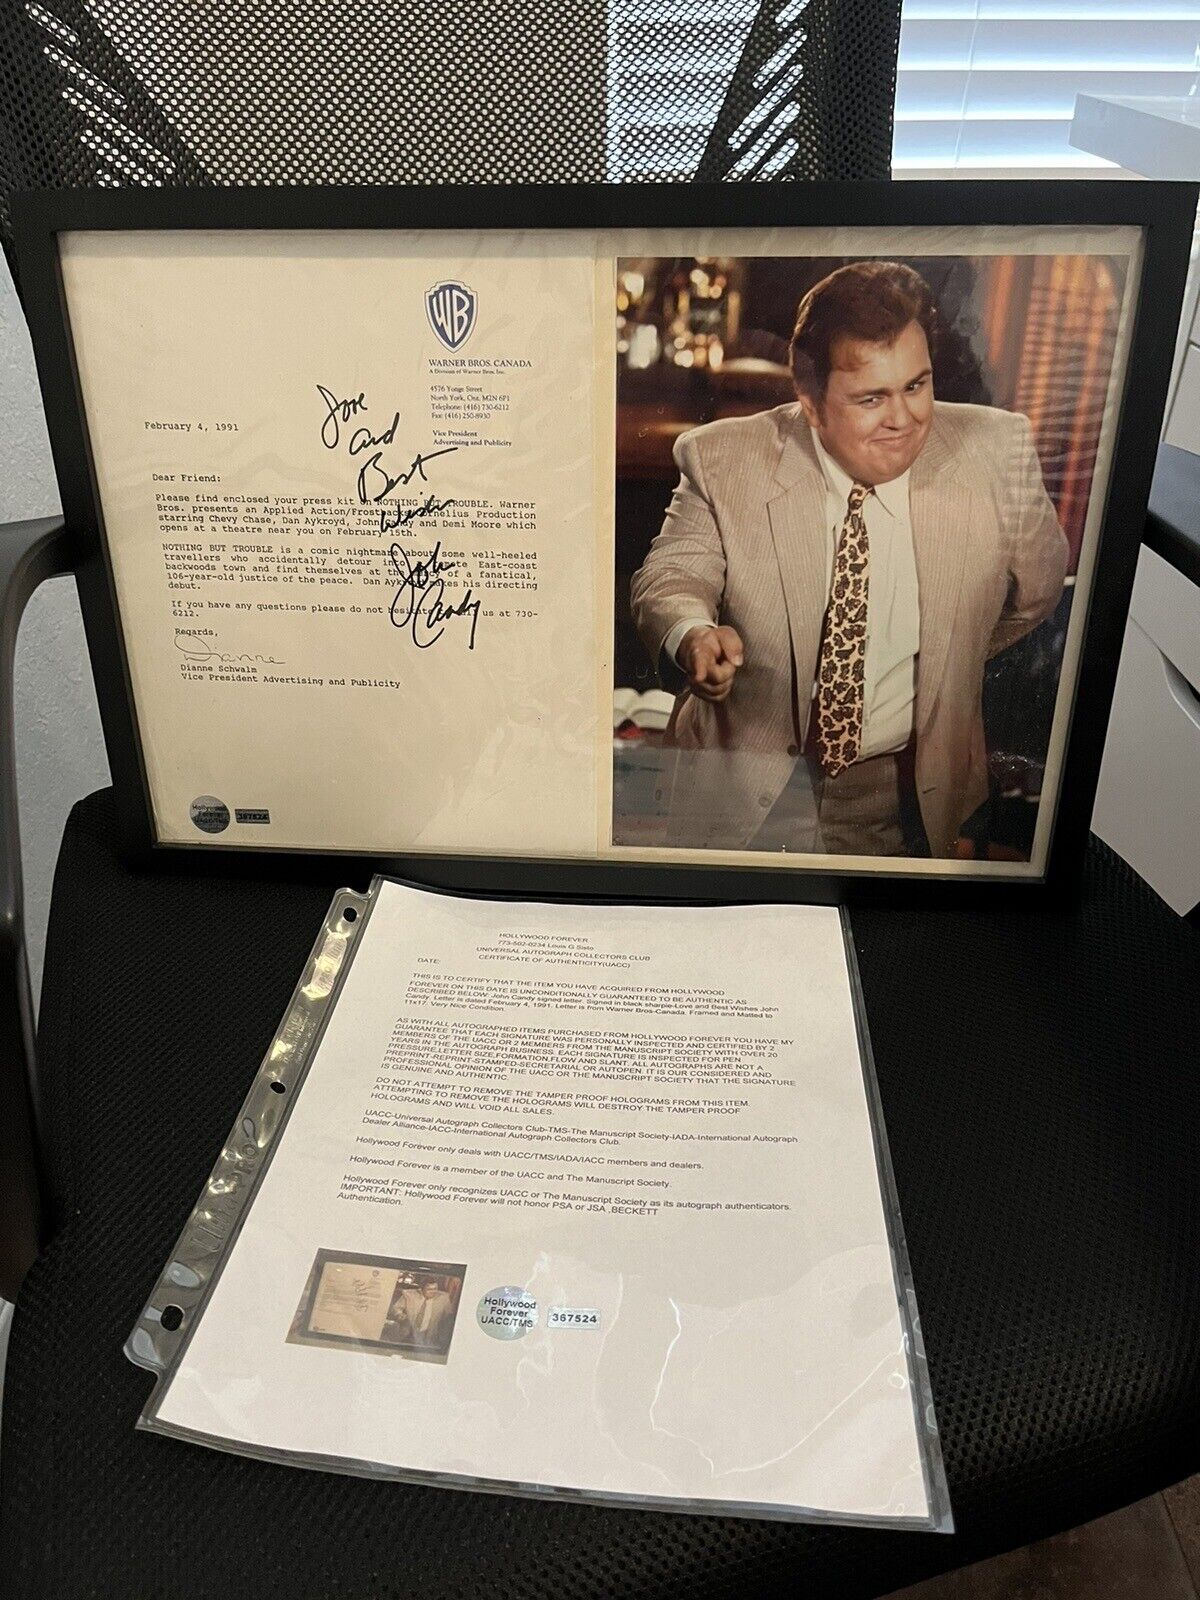 WB
WARNER BROS. CANADA
A Division of Warner Bros. Inc.
4576 Yonge Street
North York, Ont. M2N 6P1
Telephone: (416) 730-6212
Fax: (416) 250-8930
Vice President
Advertising and Publicity
February 4, 1991
Love
and
Best
Wishes
John
Candy
Dear Friend:
Please find enclosed your press kit on NOTHING BUT TROUBLE. Warner
Bros. presents an Applied Action/Frostbacks/Cornelius Production
starring Chevy Chase, Dan Aykroyd, John Candy and Demi Moore which
opens at a theatre near you on February 15th.
NOTHING BUT TROUBLE is a comic nightmare about some well-heeled
travellers who accidentally detour into East-coast
backwoods town and find themselves at the mercy of a fanatical,
106-year-old justice of the peace. Dan Aykroyd makes his directing
debut.
If you have any questions please do not hesitate call us at 730-
6212.
Regards,
Dianne
Dianne Schwalm
Vice President Advertising and Publicity
Hollywood
Forever
UACC/TMS
367524
HOLLYWOOD FOREVER
773-502-0234 Louis G Sisto
UNIVERSAL AUTOGRAPH COLLECTORS CLUB
CERTIFICATE OF AUTHENTICITY(UACC)
DATE:
THIS IS TO CERTIFY THAT THE ITEM YOU HAVE ACQUIRED FROM HOLLYWOOD
FOREVER ON THIS DATE IS UNCONDITIONALLY GUARANTEED TO BE AUTHENTIC AS
DESCRIBED BELOW: John Candy signed letter. Signed in black sharpie-Love and Best Wishes John
Candy. Letter is dated February 4, 1991. Letter is from Warner Bros-Canada. Framed and Matted to
11x17. Very Nice Condition.
AS WITH ALL AUTOGRAPHED ITEMS PURCHASED FROM HOLLYWOOD FOREVER YOU HAVE MY
GUARANTEE THAT EACH SIGNATURE WAS PERSONALLY INSPECTED AND CERTIFIED BY 2
MEMBERS OF THE UACC OR 2 MEMBERS FROM THE MANUSCRIPT SOCIETY WITH OVER 20
YEARS IN THE AUTOGRAPH BUSINESS. EACH SIGNATURE IS INSPECTED FOR PEN
PRESSURE,LETTER SIZE,FORMATION,FLOW AND SLANT. ALL AUTOGRAPHS ARE NOT A
PREPRINT-REPRINT-STAMPED-SECRETARIAL OR AUTOPEN. IT IS OUR CONSIDERED AND
PROFESSIONAL OPINION OF THE UACC OR THE MANUSCRIPT SOCIETY THAT THE SIGNATURE
IS GENUINE AND AUTHENTIC.
DO NOT ATTEMPT TO REMOVE THE TAMPER PROOF HOLOGRAMS FROM THIS ITEM.
ATTEMPTING TO REMOVE THE HOLOGRAMS WILL DESTROY THE TAMPER PROOF
HOLOGRAMS AND WILL VOID ALL SALES.
UACC-Universal Autograph Collectors Club-TMS-The Manuscript Society-IADA-International Autograph
Dealer Alliance-IACC-International Autograph Collectors Club.
Hollywood Forever only deals with UACC/TMS/IADA/IACC members and dealers.
Hollywood Forever is a member of the UACC and The Manuscript Society.
Hollywood Forever only recognizes UACC or The Manuscript Society as its autograph authenticators.
IMPORTANT: Hollywood Forever will not honor PSA or JSA ,BECKETT
Authentication.
Hollywood
Forever
UACC/TMS
367524